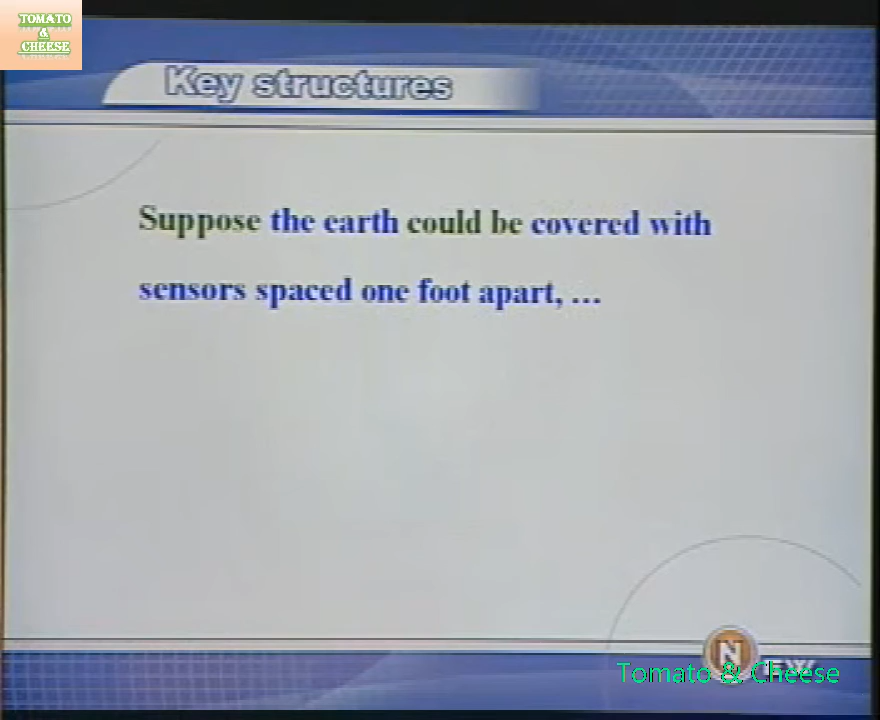 TOMATO
&
CHEESE
Key structures
Suppose the earth could be covered with
sensors spaced one foot apart, …
N
Tomato & Cheese